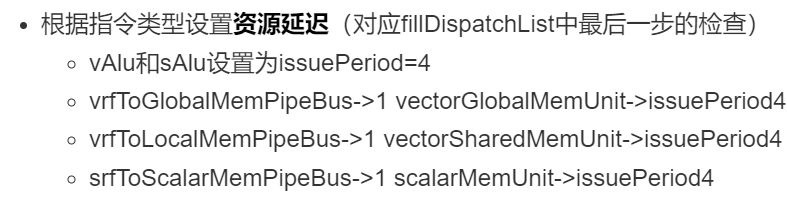 • 根据指令类型设置资源延迟（对应fillDispatchList中最后一步的检查）
◦ vAlu和sAlu设置为issuePeriod=4
◦ vrfToGlobalMemPipeBus->1 vectorGlobalMemUnit->issuePeriod4
◦ vrfToLocalMemPipeBus->1 vectorSharedMemUnit->issuePeriod4
◦ srfToScalarMemPipeBus->1 scalarMemUnit->issuePeriod4